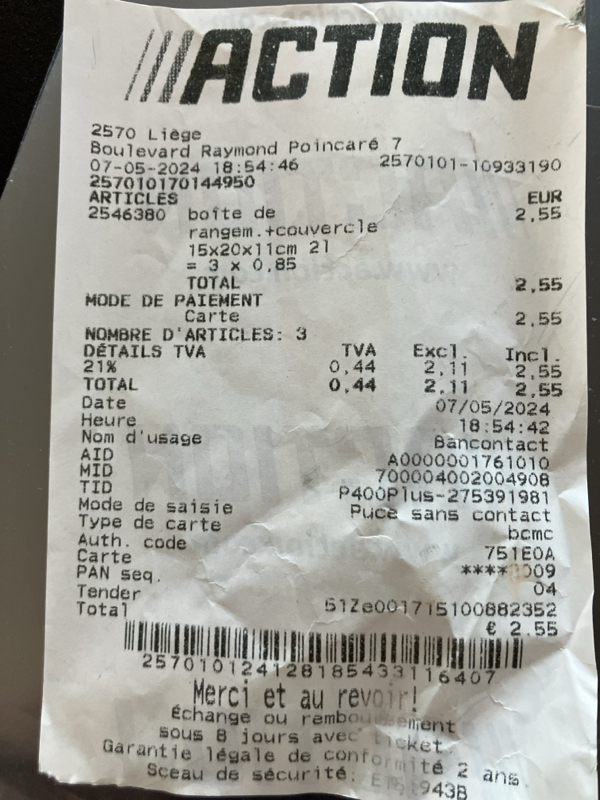 ///ACTION
2570 Liège
Boulevard Raymond Poincaré 7
07-05-2024 18:54:46 2570101-10933190
257010170144950
ARTICLES EUR
2546380 boîte de 2,55
rangem.+couvercle
15x20x11cm 2l
= 3 x 0,85
TOTAL 2,55
MODE DE PAIEMENT
Carte 2,55
NOMBRE D'ARTICLES: 3
DÉTAILS TVA TVA Excl. Incl.
21% 0,44 2,11 2,55
TOTAL 0,44 2,11 2,55
Date 07/05/2024
Heure 18:54:42
Nom d'usage Bancontact
AID A0000001761010
MID 700004002004908
TID P400Plus-275391981
Mode de saisie Puce sans contact
Type de carte bcmc
Auth. code 751E0A
Carte
PAN seq. 04
Tender 51Ze001715100882352
Total € 2.55
257010124128185433116407
Merci et au revoir!
Échange ou remboursement
sous 8 jours avec ticket.
Garantie légale de conformité 2 ans.
Sceau de sécurité: